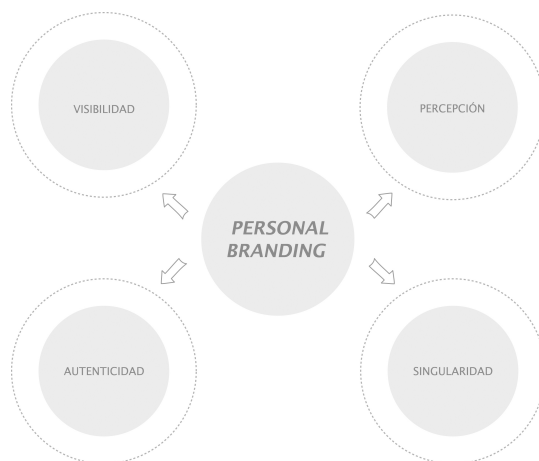 VISIBILIDAD
PERCEPCIÓN
PERSONAL
BRANDING
AUTENTICIDAD
SINGULARIDAD